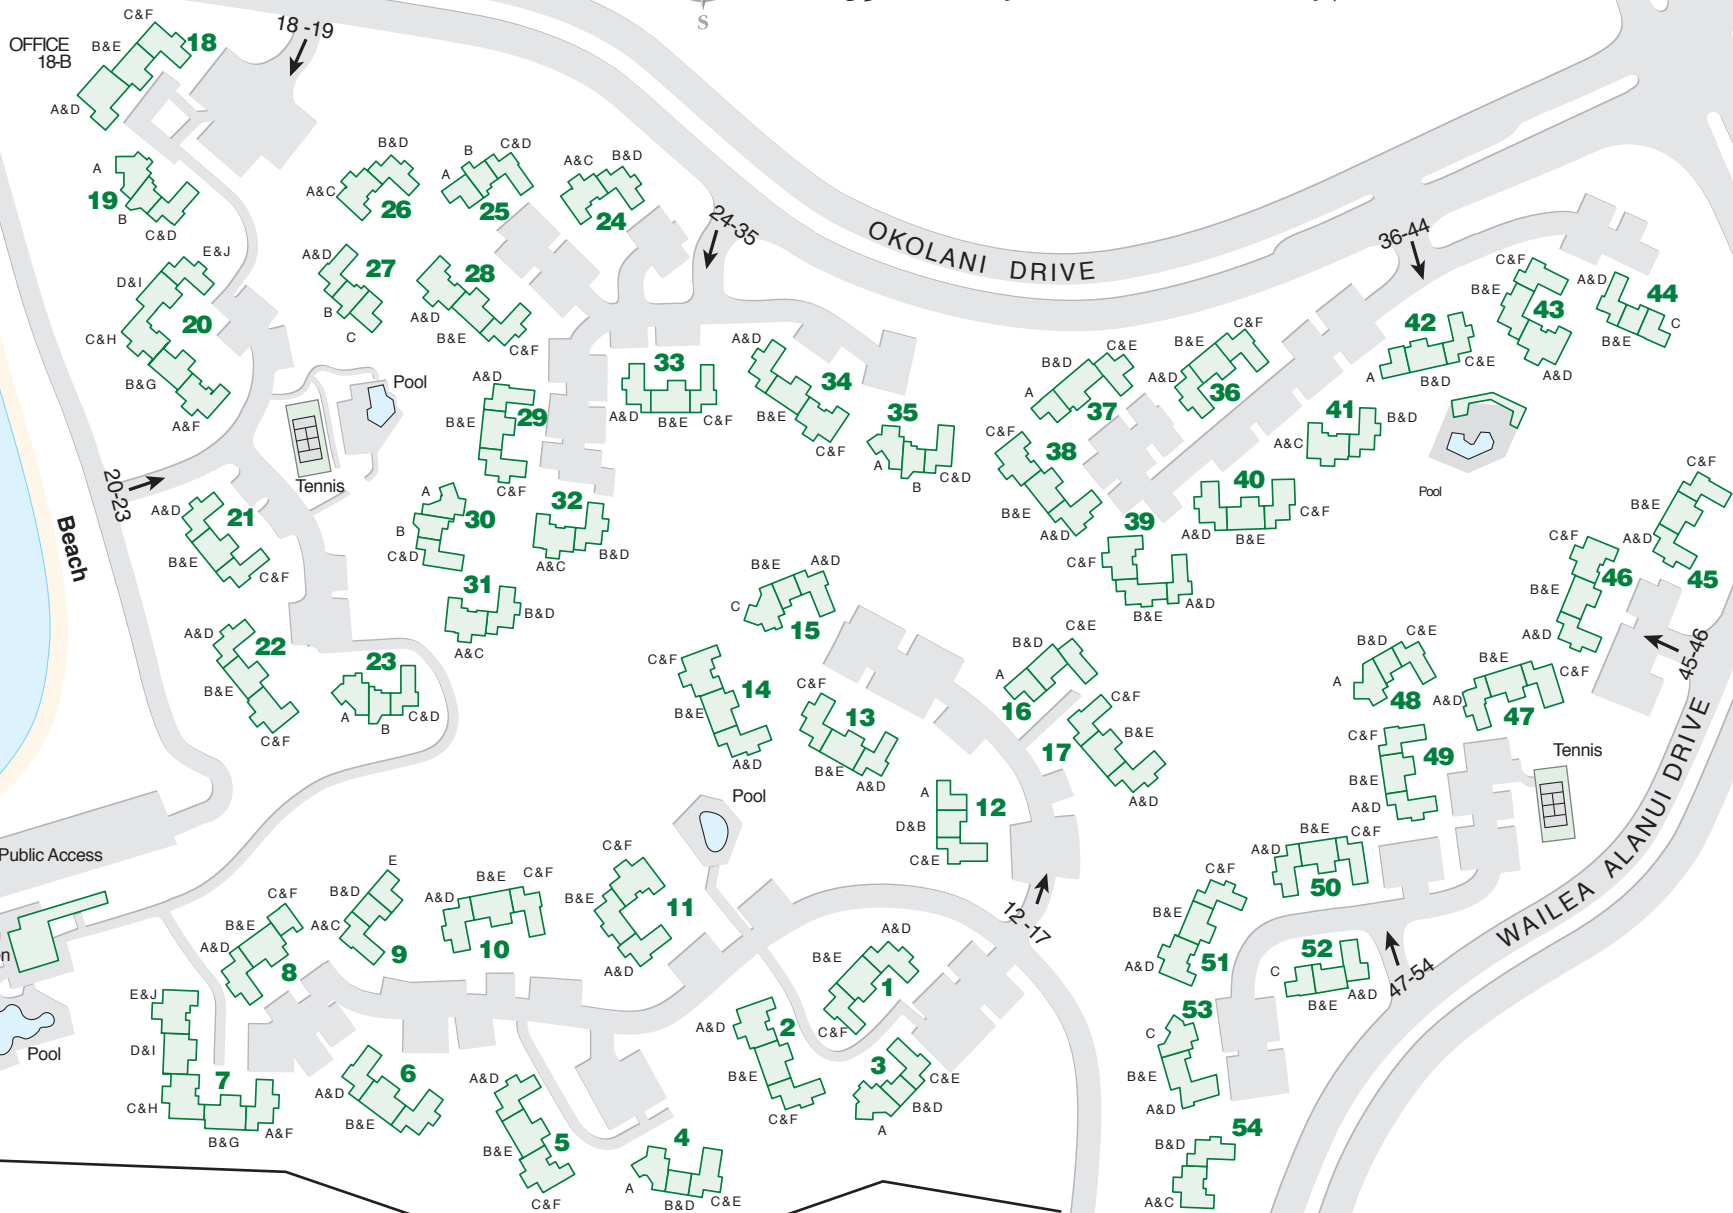 S
C&F
18
OFFICE
18-B
B&E
A&D
18 -19
A
19
B
C&D
E&J
D&I
20
C&H
B&G
A&F
B&D
A&C
26
B
C&D
A
25
A&C
B&D
24
24-35
A&D
27
B
C
28
A&D
B&E
C&F
OKOLANI DRIVE
36-44
C&F
B&E
43
A&D
A&D
44
C
B&E
42
A
B&D
C&E
Pool
Tennis
20-23
Beach
A&D
29
B&E
C&F
33
A&D
B&E
C&F
A&D
34
B&E
C&F
35
A
B
C&D
C&E
B&D
A
37
C&F
B&E
A&D
36
C&F
38
B&E
A&D
41
B&D
A&C
Pool
40
A&D
B&E
C&F
39
C&F
B&E
A&D
A&D
21
B&E
C&F
A
30
B
C&D
32
B&D
A&C
31
B&D
A&C
C&F
B&E
A&D
45
C&F
46
B&E
A&D
45-46
A&D
22
B&E
C&F
23
A
B
C&D
B&E
A&D
C
15
C&F
14
B&E
A&D
C&F
13
B&E
A&D
C&E
B&D
A
16
C&F
17
B&E
A&D
B&D
C&E
A
48
B&E
C&F
A&D
47
C&F
49
B&E
A&D
Tennis
WAILEA ALANUI DRIVE
Pool
A
12
D&B
C&E
12 -17
Public Access
n
Pool
C&F
B&E
A&D
8
E
B&D
A&C
9
B&E
C&F
A&D
10
C&F
B&E
11
A&D
B&E
C&F
A&D
50
C&F
B&E
51
A&D
52
C
B&E
A&D
47-54
A&D
B&E
1
C&F
E&J
D&I
7
C&H
B&G
A&F
6
A&D
B&E
A&D
5
B&E
C&F
A&D
2
B&E
C&F
3
C&E
B&D
A
4
A
B&D
C&E
53
C
B&E
A&D
54
B&D
A&C